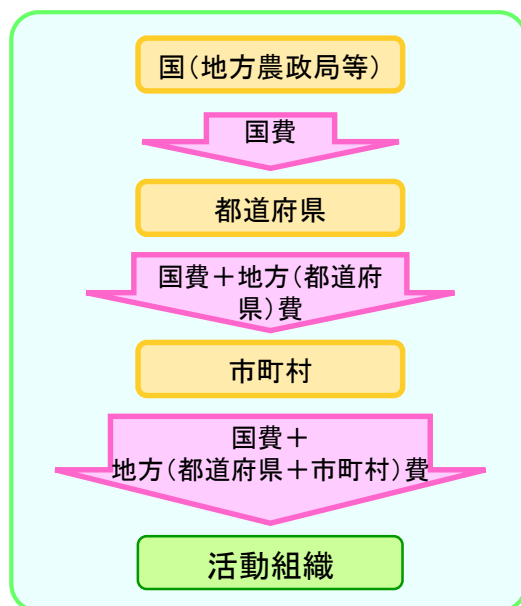 国(地方農政局等)
国費
都道府県
国費＋地方(都道府
県)費
市町村
国費＋
地方(都道府県＋市町村)費
活動組織